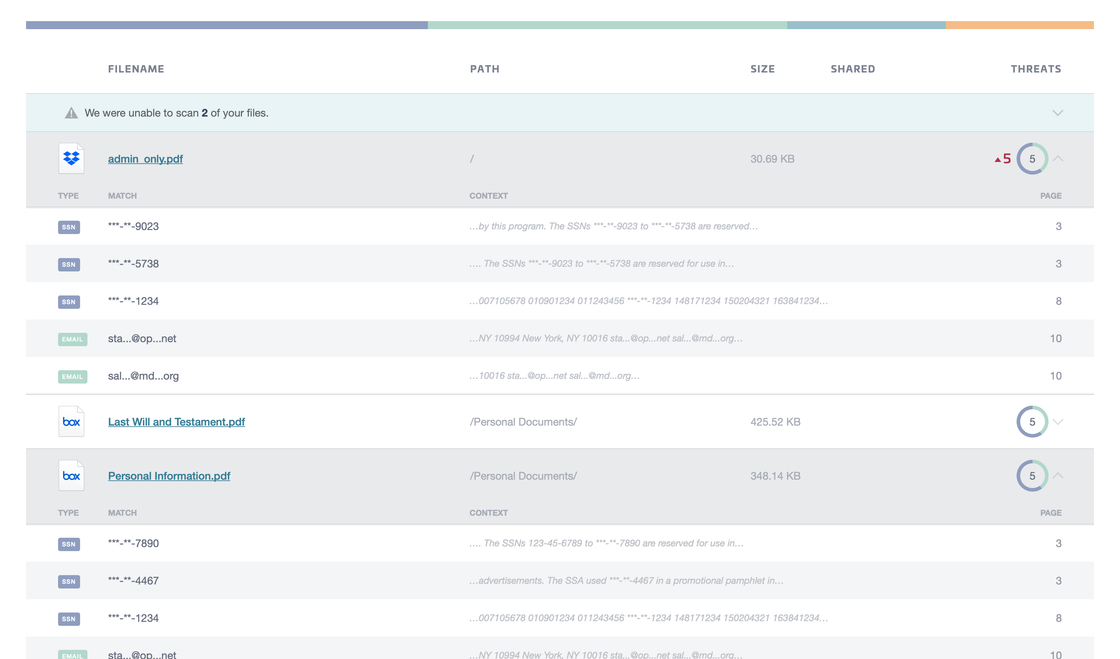 FILENAME PATH SIZE SHARED THREATS
We were unable to scan 2 of your files.
admin_only.pdf / 30.69 KB 5 5
TYPE MATCH CONTEXT PAGE
SSN ***-**-9023 ...by this program. The SSNs ***-**-9023 to ***-**-5738 are reserved... 3
SSN ***-**-5738 .... The SSNs ***-**-9023 to ***-**-5738 are reserved for use in... 3
SSN ***-**-1234 ...007105678 010901234 011243456 ***-**-1234 148171234 150204321 163841234... 8
EMAIL sta...@op...net ...NY 10994 New York, NY 10016 sta...@op...net sal...@md...org... 10
EMAIL sal...@md...org ...10016 sta...@op...net sal...@md...org... 10
box Last Will and Testament.pdf /Personal Documents/ 425.52 KB 5
box Personal Information.pdf /Personal Documents/ 348.14 KB 5
TYPE MATCH CONTEXT PAGE
SSN ***-**-7890 .... The SSNs 123-45-6789 to ***-**-7890 are reserved for use in... 3
SSN ***-**-4467 ...advertisements. The SSA used ***-**-4467 in a promotional pamphlet in... 3
SSN ***-**-1234 ...007105678 010901234 011243456 ***-**-1234 148171234 150204321 163841234... 8
EMAIL sta...@op...net ...NY 10994 New York, NY 10016 sta...@op...net sal...@md...org... 10